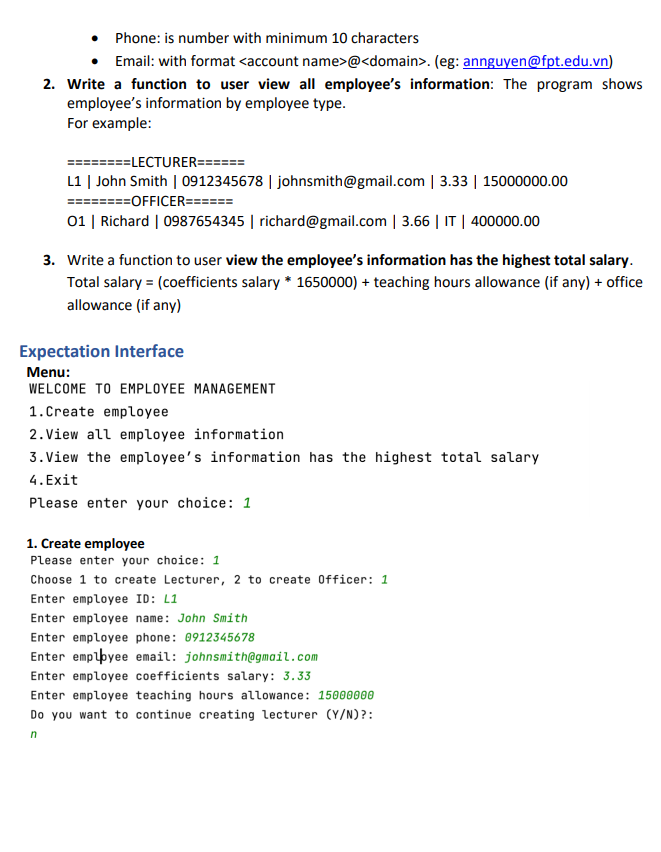 • Phone: is number with minimum 10 characters
• Email: with format <account name>@<domain>. (eg: annguyen@fpt.edu.vn)
2. Write a function to user view all employee's information: The program shows
employee's information by employee type.
For example:
========LECTURER======
L1 | John Smith | 0912345678 | johnsmith@gmail.com | 3.33 | 15000000.00
========OFFICER======
O1 | Richard | 0987654345 | richard@gmail.com | 3.66 | IT | 400000.00
3. Write a function to user view the employee's information has the highest total salary.
Total salary = (coefficients salary * 1650000) + teaching hours allowance (if any) + office
allowance (if any)
Expectation Interface
Menu:
WELCOME TO EMPLOYEE MANAGEMENT
1.Create employee
2.View all employee information
3.View the employee's information has the highest total salary
4.Exit
Please enter your choice: 1
1. Create employee
Please enter your choice: 1
Choose 1 to create Lecturer, 2 to create Officer: 1
Enter employee ID: L1
Enter employee name: John Smith
Enter employee phone: 0912345678
Enter employee email: johnsmith@gmail.com
Enter employee coefficients salary: 3.33
Enter employee teaching hours allowance: 15000000
Do you want to continue creating lecturer (Y/N)?:
n